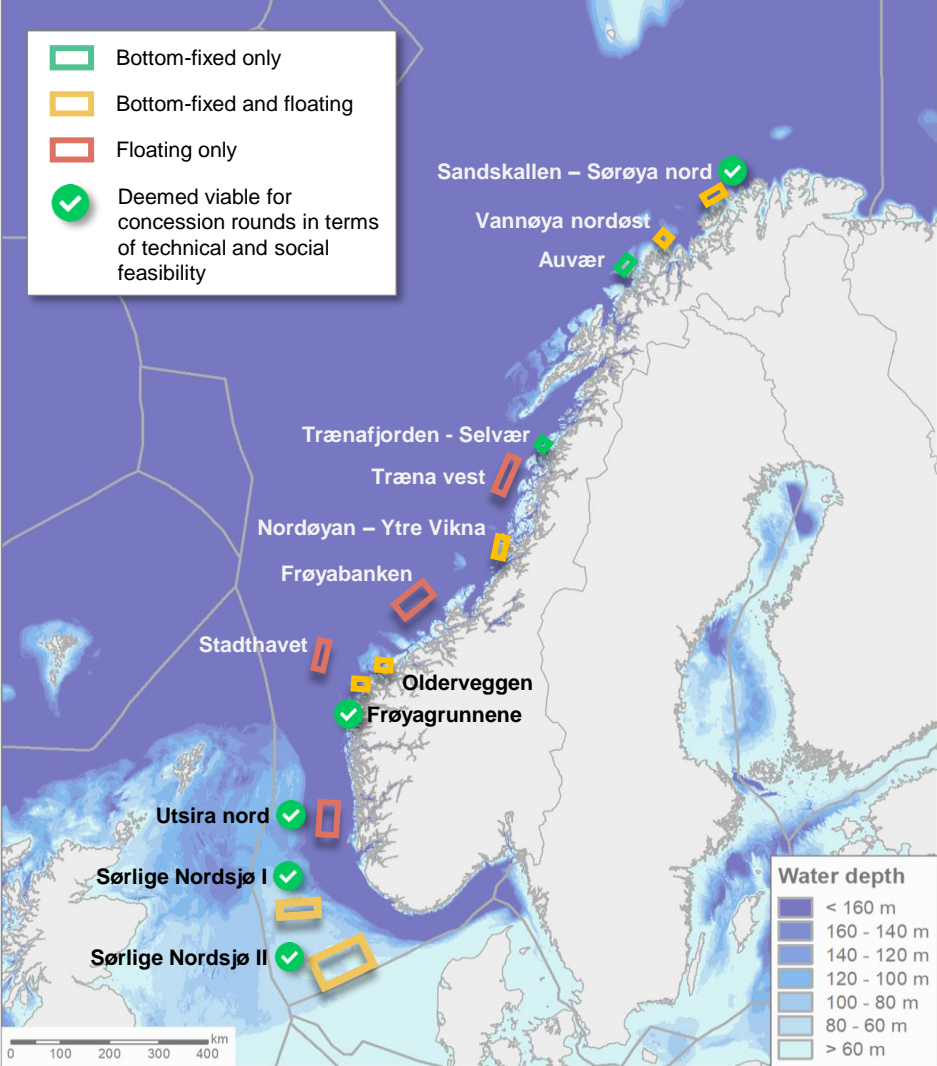 Bottom-fixed only
Bottom-fixed and floating
Floating only
Deemed viable for
concession rounds in terms
of technical and social
feasibility
Sandskallen – Sørøya nord
Vannøya nordøst
Auvær
Trænafjorden - Selvær
Træna vest
Nordøyan – Ytre Vikna
Frøyabanken
Stadthavet
Olderveggen
Frøyagrunnene
Utsira nord
Sørlige Nordsjø I
Sørlige Nordsjø II
Water depth
< 160 m
160 - 140 m
140 - 120 m
120 - 100 m
100 - 80 m
80 - 60 m
> 60 m
km
0 100 200 300 400